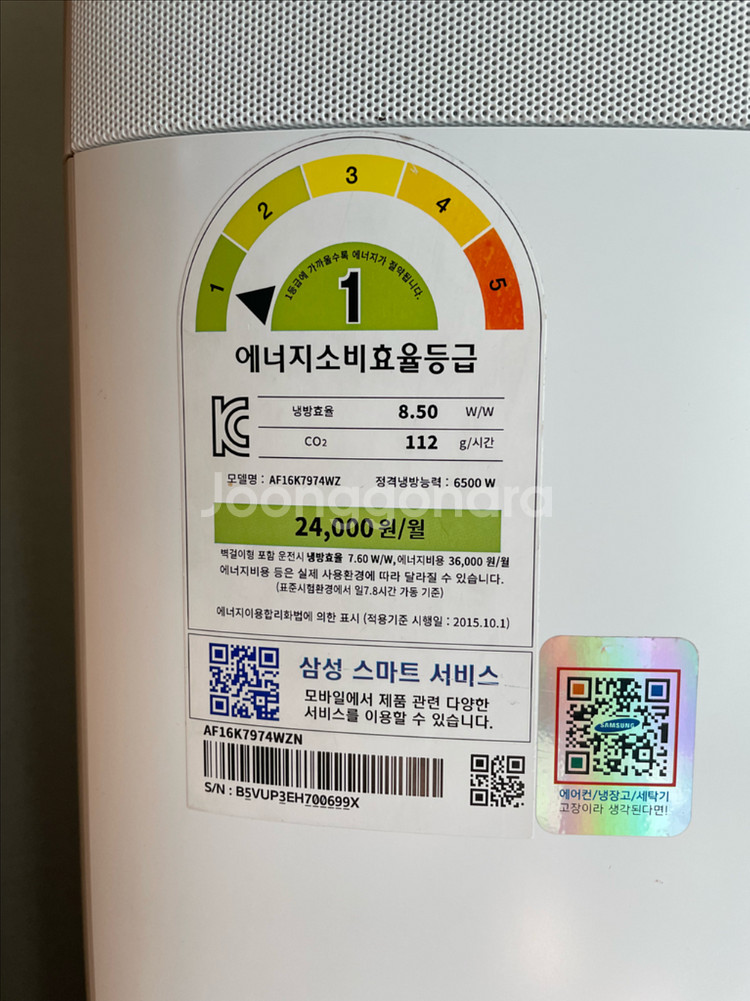 1 2 3 4 5
1등급에 가까울수록 에너지가 절약됩니다.
1
에너지소비효율등급
냉방효율 8.50 W/W
CO₂ 112 g/시간
모델명 : AF16K7974WZ 정격냉방능력 : 6500 W
Joonggonara
24,000원/월
벽걸이형 포함 운전시 냉방효율 7.60 W/W, 에너지비용 36,000 원/월
에너지비용 등은 실제 사용환경에 따라 달라질 수 있습니다.
(표준시험환경에서 일7.8시간 가동 기준)
에너지이용합리화법에 의한 표시 (적용기준 시행일 : 2015.10.1)
삼성 스마트 서비스
모바일에서 제품 관련 다양한
서비스를 이용할 수 있습니다.
AF16K7974WZN
S/N : B5VUP3EH700699X
SAMSUNG
에어컨/냉장고/세탁기
고장이라 생각된다면!